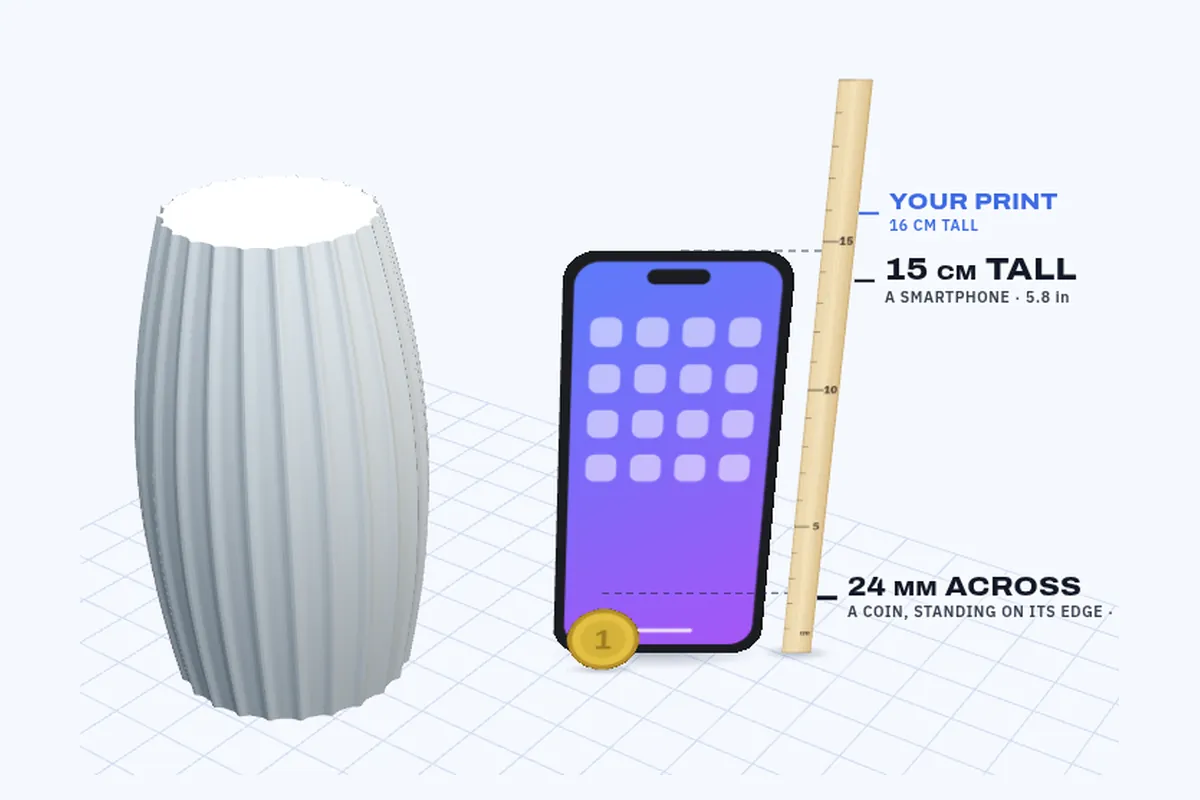 YOUR PRINT
16 CM TALL
15
15 CM TALL
A SMARTPHONE · 5.8 in
10
5
24 MM ACROSS
A COIN, STANDING ON ITS EDGE ·
1